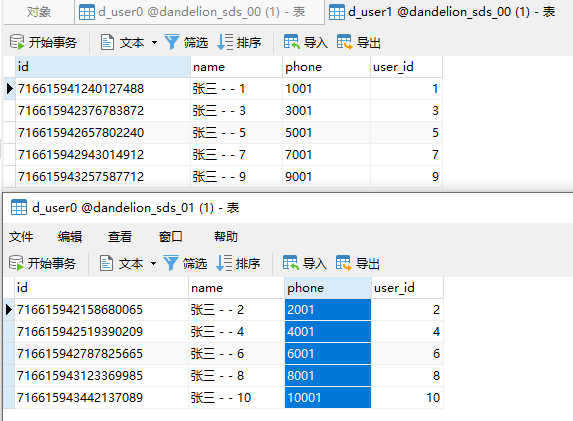 对象 d_user0 @dandelion_sds_00 (1) - 表 d_user1 @dandelion_sds_00 (1) - 表
开始事务 文本 筛选 排序 导入 导出
id name phone user_id
716615941240127488 张三 - - 1 1001 1
716615942376783872 张三 - - 3 3001 3
716615942657802240 张三 - - 5 5001 5
716615942943014912 张三 - - 7 7001 7
716615943257587712 张三 - - 9 9001 9
d_user0 @dandelion_sds_01 (1) - 表
文件 编辑 查看 窗口 帮助
开始事务 文本 筛选 排序 导入 导出
id name phone user_id
716615942158680065 张三 - - 2 2001 2
716615942519390209 张三 - - 4 4001 4
716615942787825665 张三 - - 6 6001 6
716615943123369985 张三 - - 8 8001 8
716615943442137089 张三 - - 10 10001 10